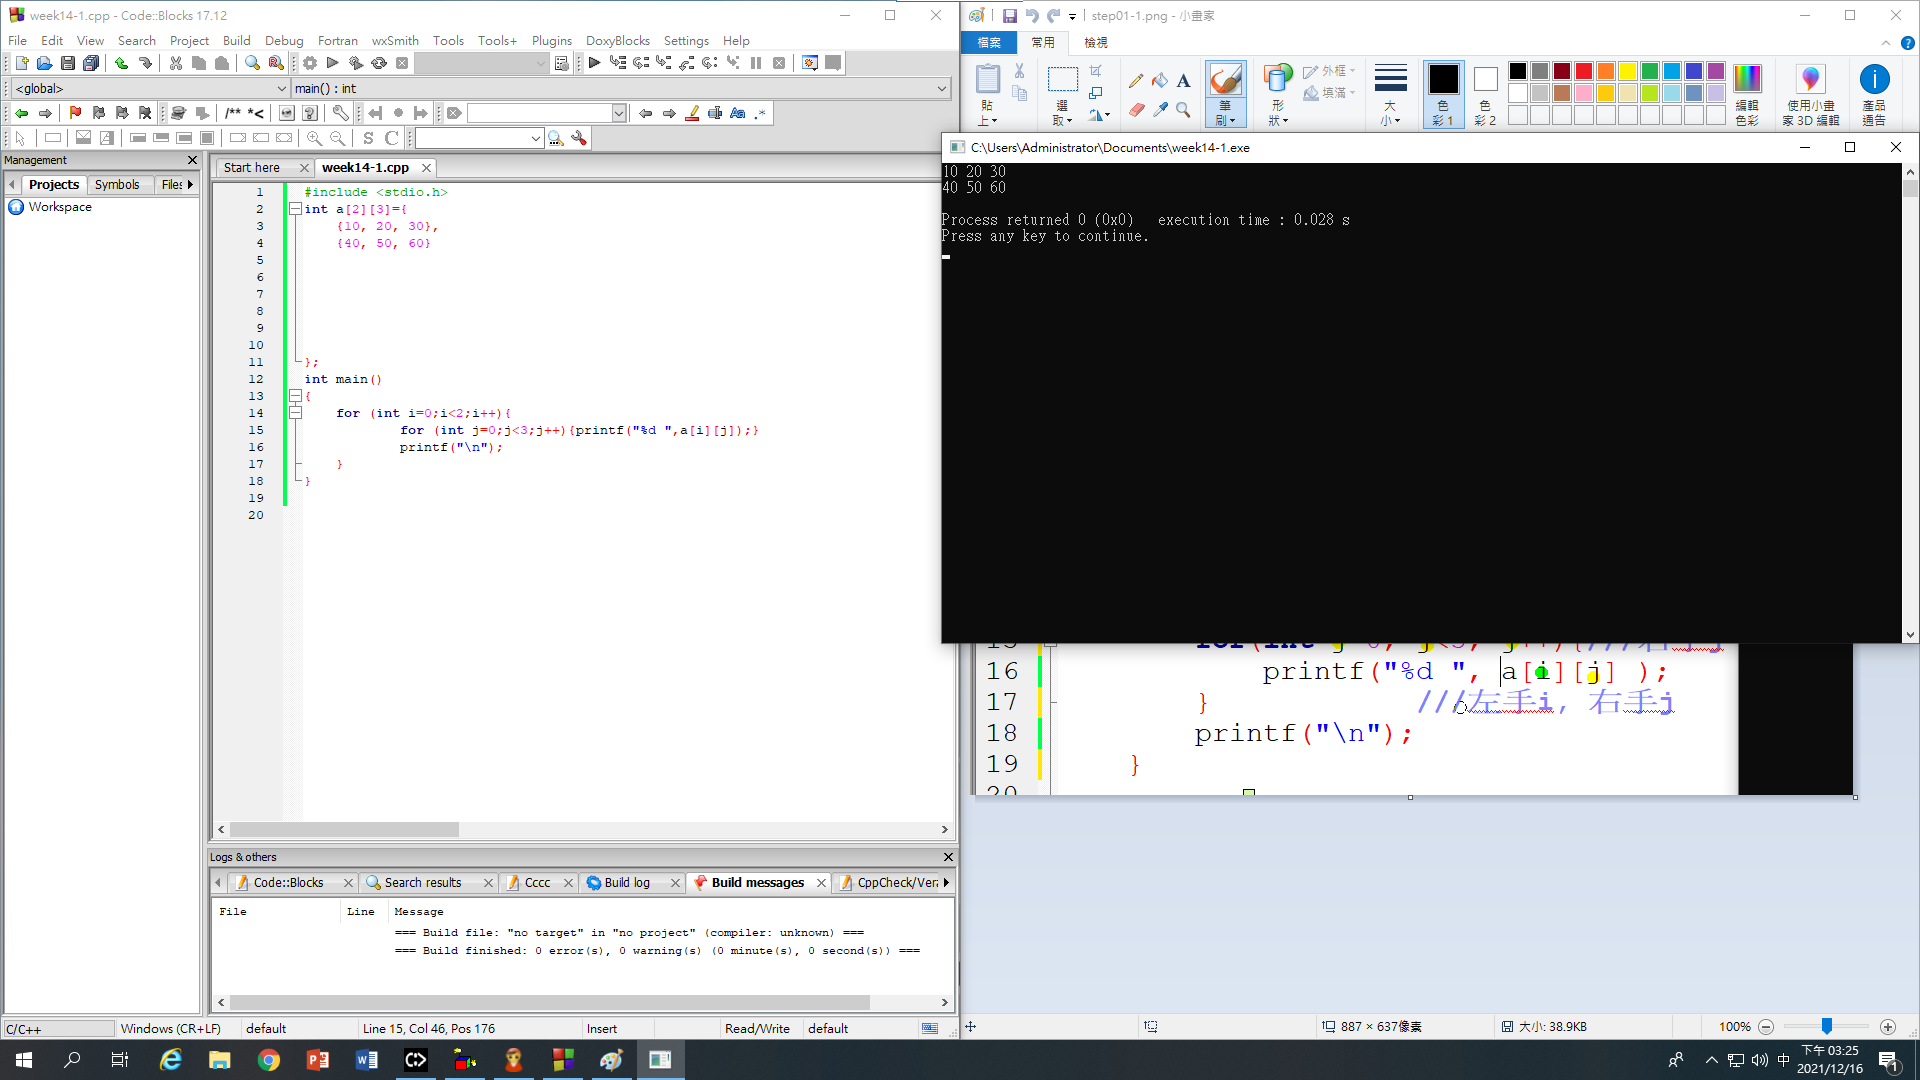 week14-1.cpp - Code::Blocks 17.12
File Edit View Search Project Build Debug Fortran wxSmith Tools Tools+ Plugins DoxyBlocks Settings Help
<global>
main() : int
/** *<
S C
Management
Projects Symbols Files
Workspace
Start here week14-1.cpp
1 #include <stdio.h>
2 int a[2][3]={
3 {10, 20, 30},
4 {40, 50, 60}
5
6
7
8
9
10
11 };
12 int main()
13 {
14 for (int i=0;i<2;i++){
15 for (int j=0;j<3;j++){printf("%d ",a[i][j]);}
16 printf("\n");
17 }
18 }
19
20
Logs & others
Code::Blocks Search results Cccc Build log Build messages CppCheck/Vera
File Line Message
=== Build file: "no target" in "no project" (compiler: unknown) ===
=== Build finished: 0 error(s), 0 warning(s) (0 minute(s), 0 second(s)) ===
C/C++ Windows (CR+LF) default Line 15, Col 46, Pos 176 Insert Read/Write default
step01-1.png - 小畫家
檔案 常用 檢視
貼上
選取
A
筆刷
形狀
外框
填滿
大小
色彩 1
色彩 2
編輯色彩
使用小畫家 3D 編輯
產品通告
C:\Users\Administrator\Documents\week14-1.exe
10 20 30
40 50 60
Process returned 0 (0x0) execution time : 0.028 s
Press any key to continue.
16 printf("%d ", a[i][j] );
17 } ///左手i, 右手j
18 printf("\n");
19 }
20
887 × 637像素
大小: 38.9KB
100%
中
下午 03:25
2021/12/16
1